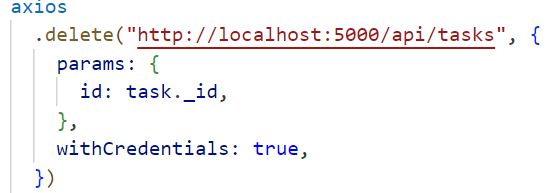 axios
.delete("http://localhost:5000/api/tasks", {
params: {
id: task._id,
},
withCredentials: true,
})